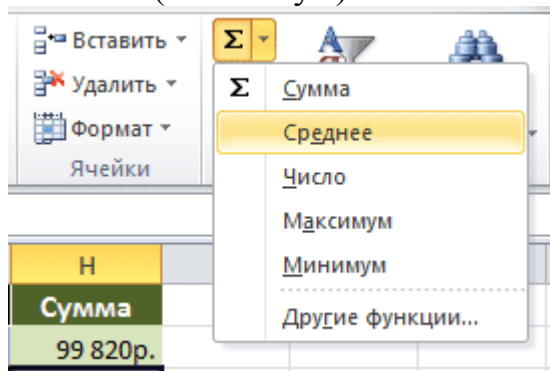 Вставить
Σ
Удалить
Формат
Ячейки
Σ Сумма
Среднее
Число
Максимум
Минимум
Другие функции...
H
Сумма
99 820р.